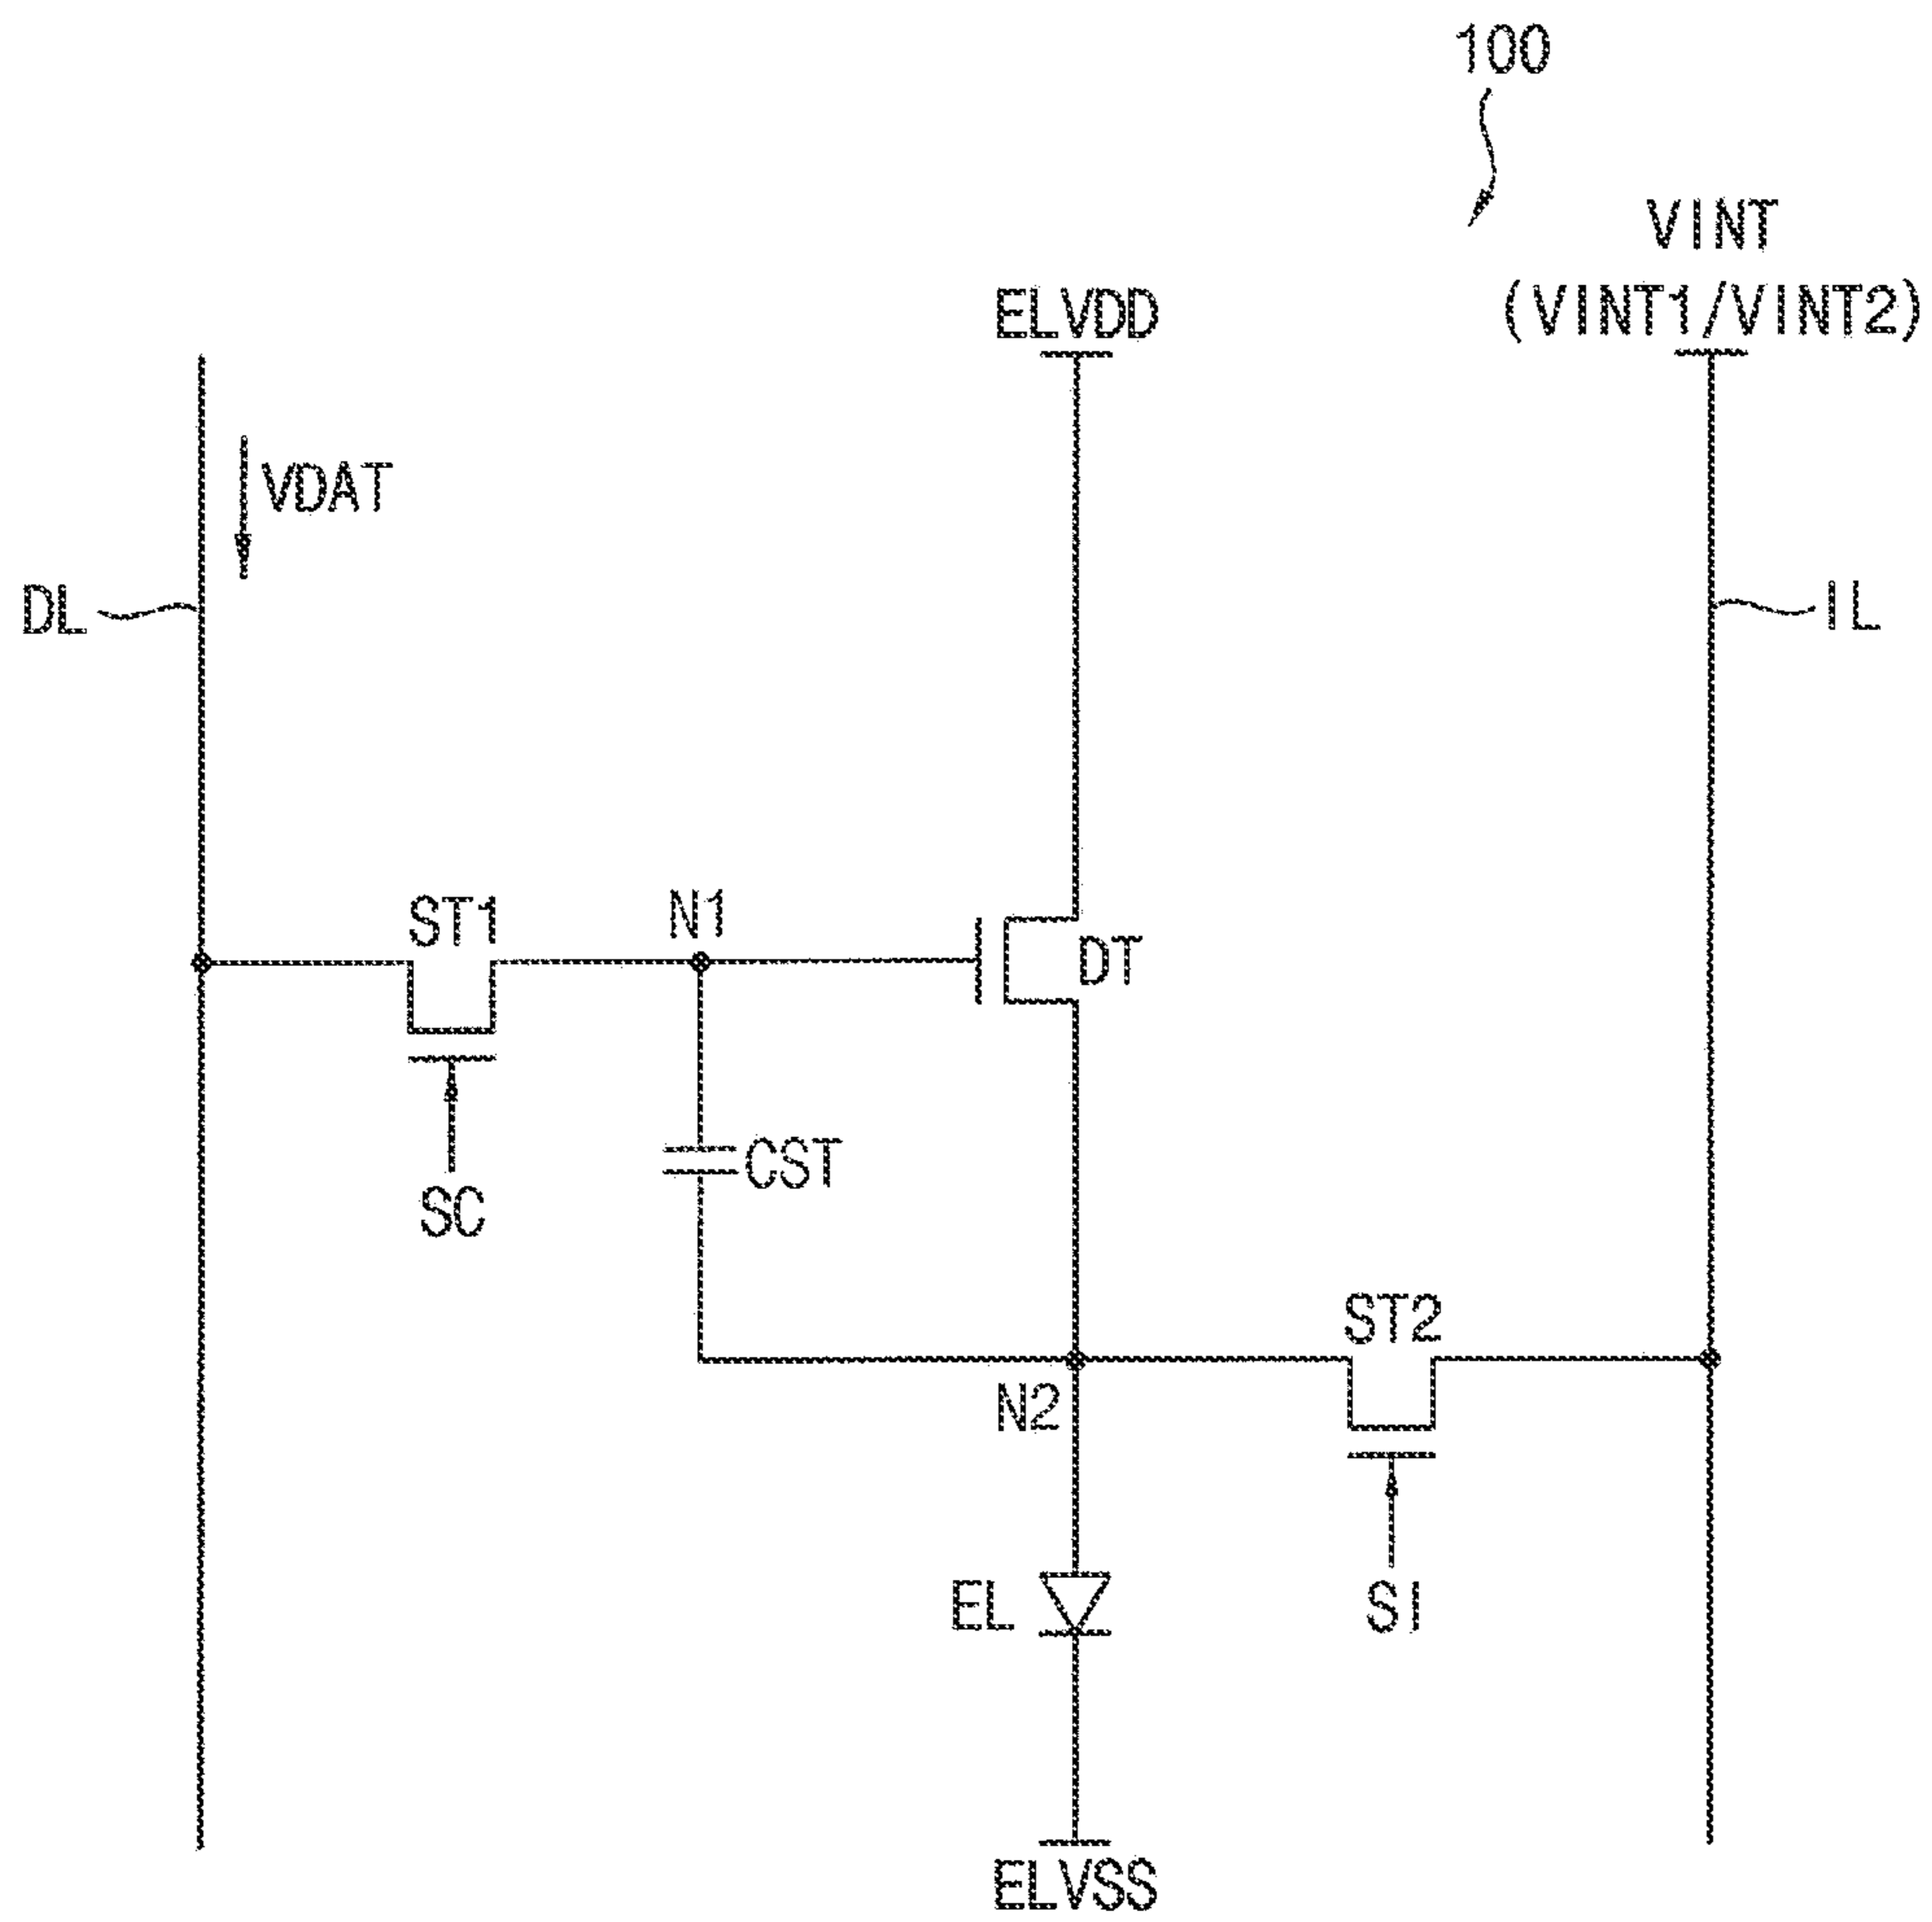 100
VINT
(VINT1/VINT2)
ELVDD
VDAT
DL
IL
ST1
N1
DT
CST
SC
ST2
N2
EL
SI
ELVSS